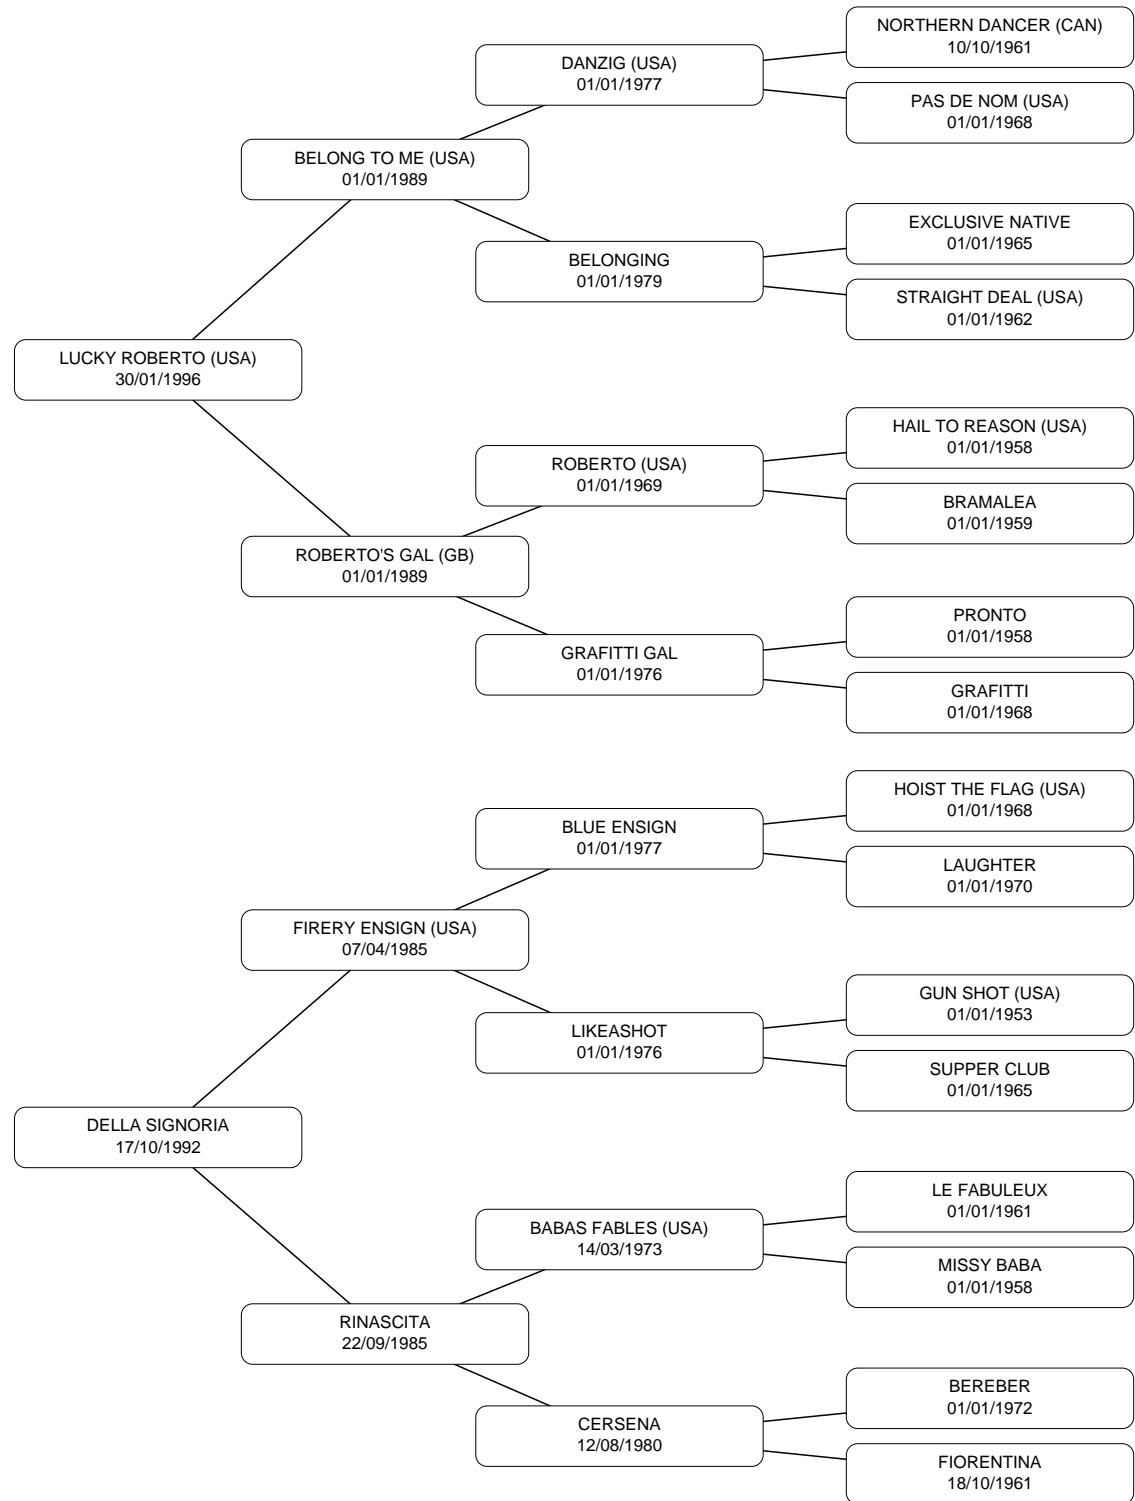 NORTHERN DANCER (CAN)
10/10/1961
DANZIG (USA)
01/01/1977
PAS DE NOM (USA)
01/01/1968
BELONG TO ME (USA)
01/01/1989
EXCLUSIVE NATIVE
01/01/1965
BELONGING
01/01/1979
STRAIGHT DEAL (USA)
01/01/1962
LUCKY ROBERTO (USA)
30/01/1996
HAIL TO REASON (USA)
01/01/1958
ROBERTO (USA)
01/01/1969
BRAMALEA
01/01/1959
ROBERTO'S GAL (GB)
01/01/1989
PRONTO
01/01/1958
GRAFITTI GAL
01/01/1976
GRAFITTI
01/01/1968
HOIST THE FLAG (USA)
01/01/1968
BLUE ENSIGN
01/01/1977
LAUGHTER
01/01/1970
FIRERY ENSIGN (USA)
07/04/1985
GUN SHOT (USA)
01/01/1953
LIKEASHOT
01/01/1976
SUPPER CLUB
01/01/1965
DELLA SIGNORIA
17/10/1992
LE FABULEUX
01/01/1961
BABAS FABLES (USA)
14/03/1973
MISSY BABA
01/01/1958
RINASCITA
22/09/1985
BEREBER
01/01/1972
CERSENA
12/08/1980
FIORENTINA
18/10/1961